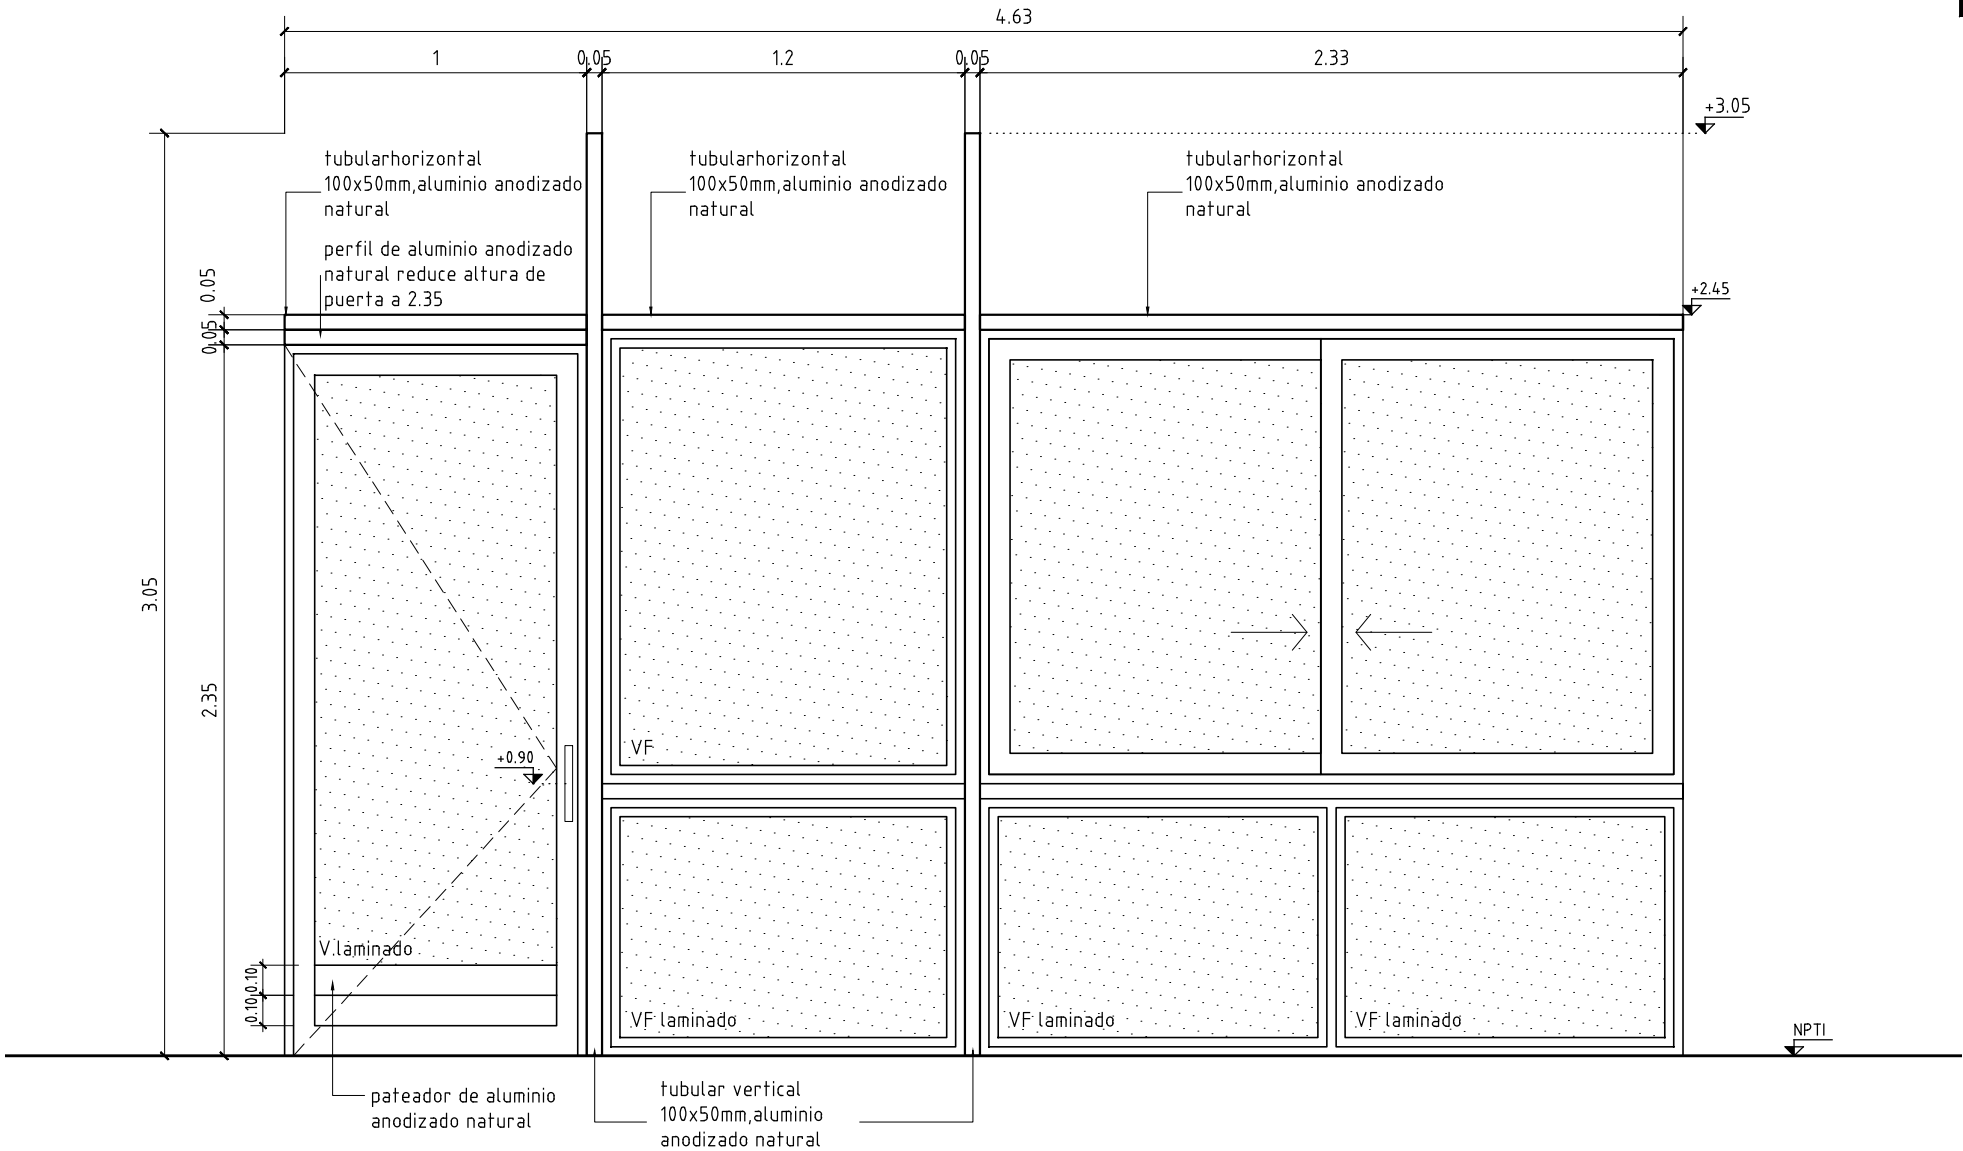 4.63
1
0.05
1.2
0.05
2.33
+3.05
tubularhorizontal
100x50mm,aluminio anodizado
natural
tubularhorizontal
100x50mm,aluminio anodizado
natural
tubularhorizontal
100x50mm,aluminio anodizado
natural
perfil de aluminio anodizado
natural reduce altura de
puerta a 2.35
0.05
0.05
+2.45
3.05
2.35
VF
+0.90
V.laminado
0.10
0.10
VF laminado
VF laminado
VF laminado
NPTI
pateador de aluminio
anodizado natural
tubular vertical
100x50mm,aluminio
anodizado natural